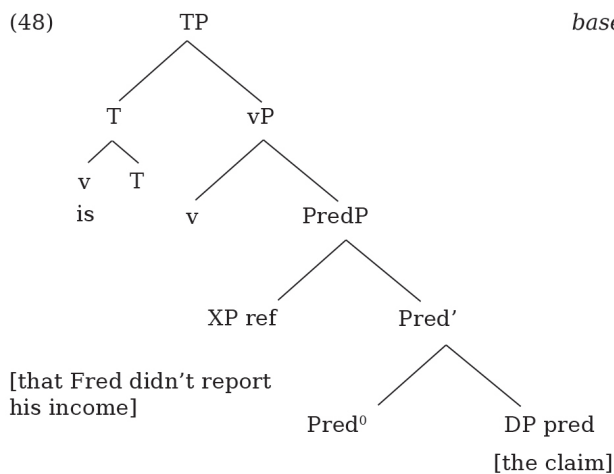 (48) TP base
T vP
v T
is v PredP
XP ref Pred’
[that Fred didn’t report
his income]
Pred⁰ DP pred
[the claim]